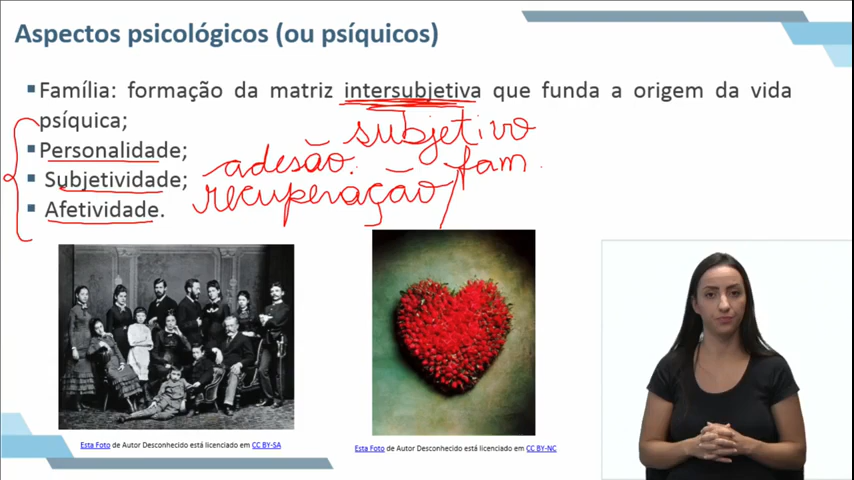 Aspectos psicológicos (ou psíquicos)
▪Família: formação da matriz intersubjetiva que funda a origem da vida
psíquica;
subjetivo
▪Personalidade;
adesão. fam
▪ Subjetividade;
recuperação
▪ Afetividade.
Esta Foto de Autor Desconhecido está licenciado em CC BY-SA
Esta Foto de Autor Desconhecido está licenciado em CC BY-NC